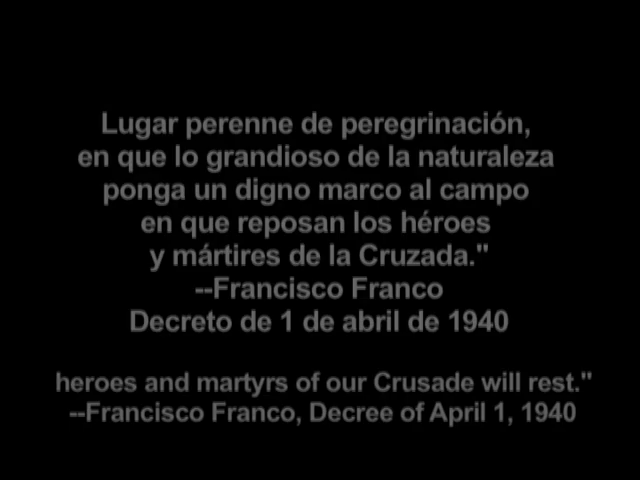 Lugar perenne de peregrinación,
en que lo grandioso de la naturaleza
ponga un digno marco al campo
en que reposan los héroes
y mártires de la Cruzada."
--Francisco Franco
Decreto de 1 de abril de 1940
heroes and martyrs of our Crusade will rest."
--Francisco Franco, Decree of April 1, 1940